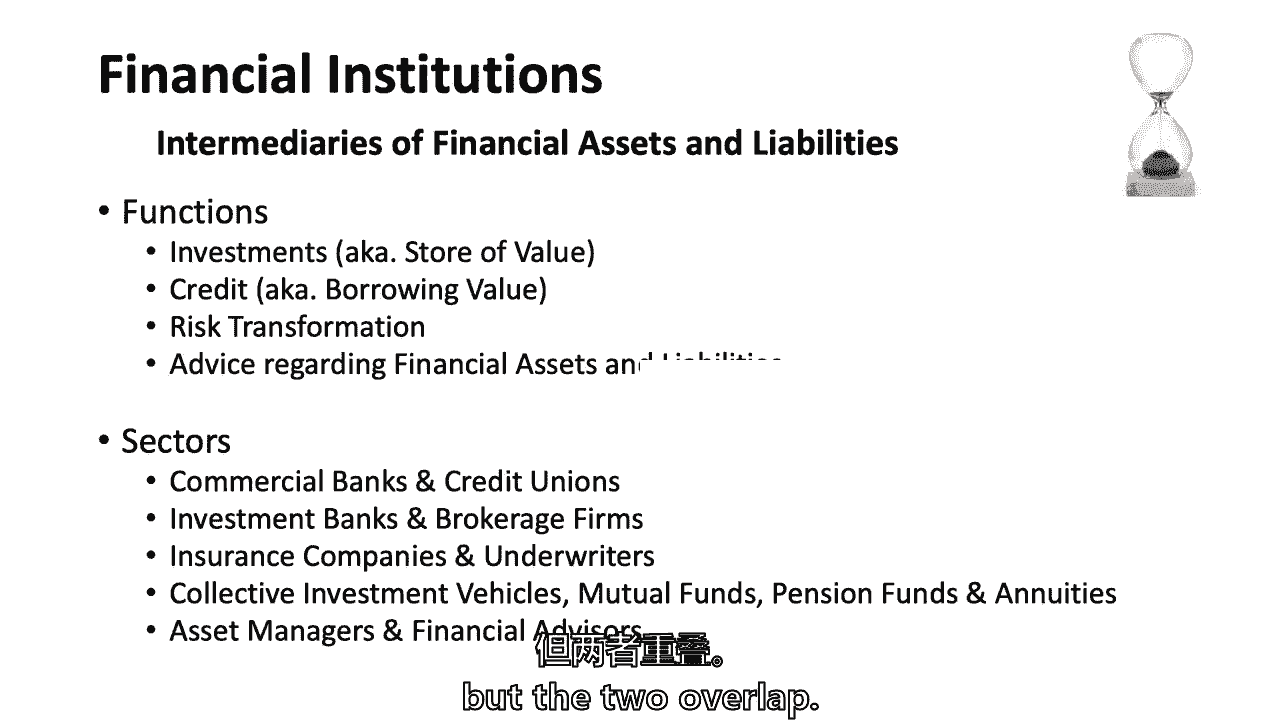 Financial Institutions
Intermediaries of Financial Assets and Liabilities
• Functions
• Investments (aka. Store of Value)
• Credit (aka. Borrowing Value)
• Risk Transformation
• Advice regarding Financial Assets and Liabilities
• Sectors
• Commercial Banks & Credit Unions
• Investment Banks & Brokerage Firms
• Insurance Companies & Underwriters
• Collective Investment Vehicles, Mutual Funds, Pension Funds & Annuities
• Asset Managers & Financial Advisors
但两者重叠。
but the two overlap.